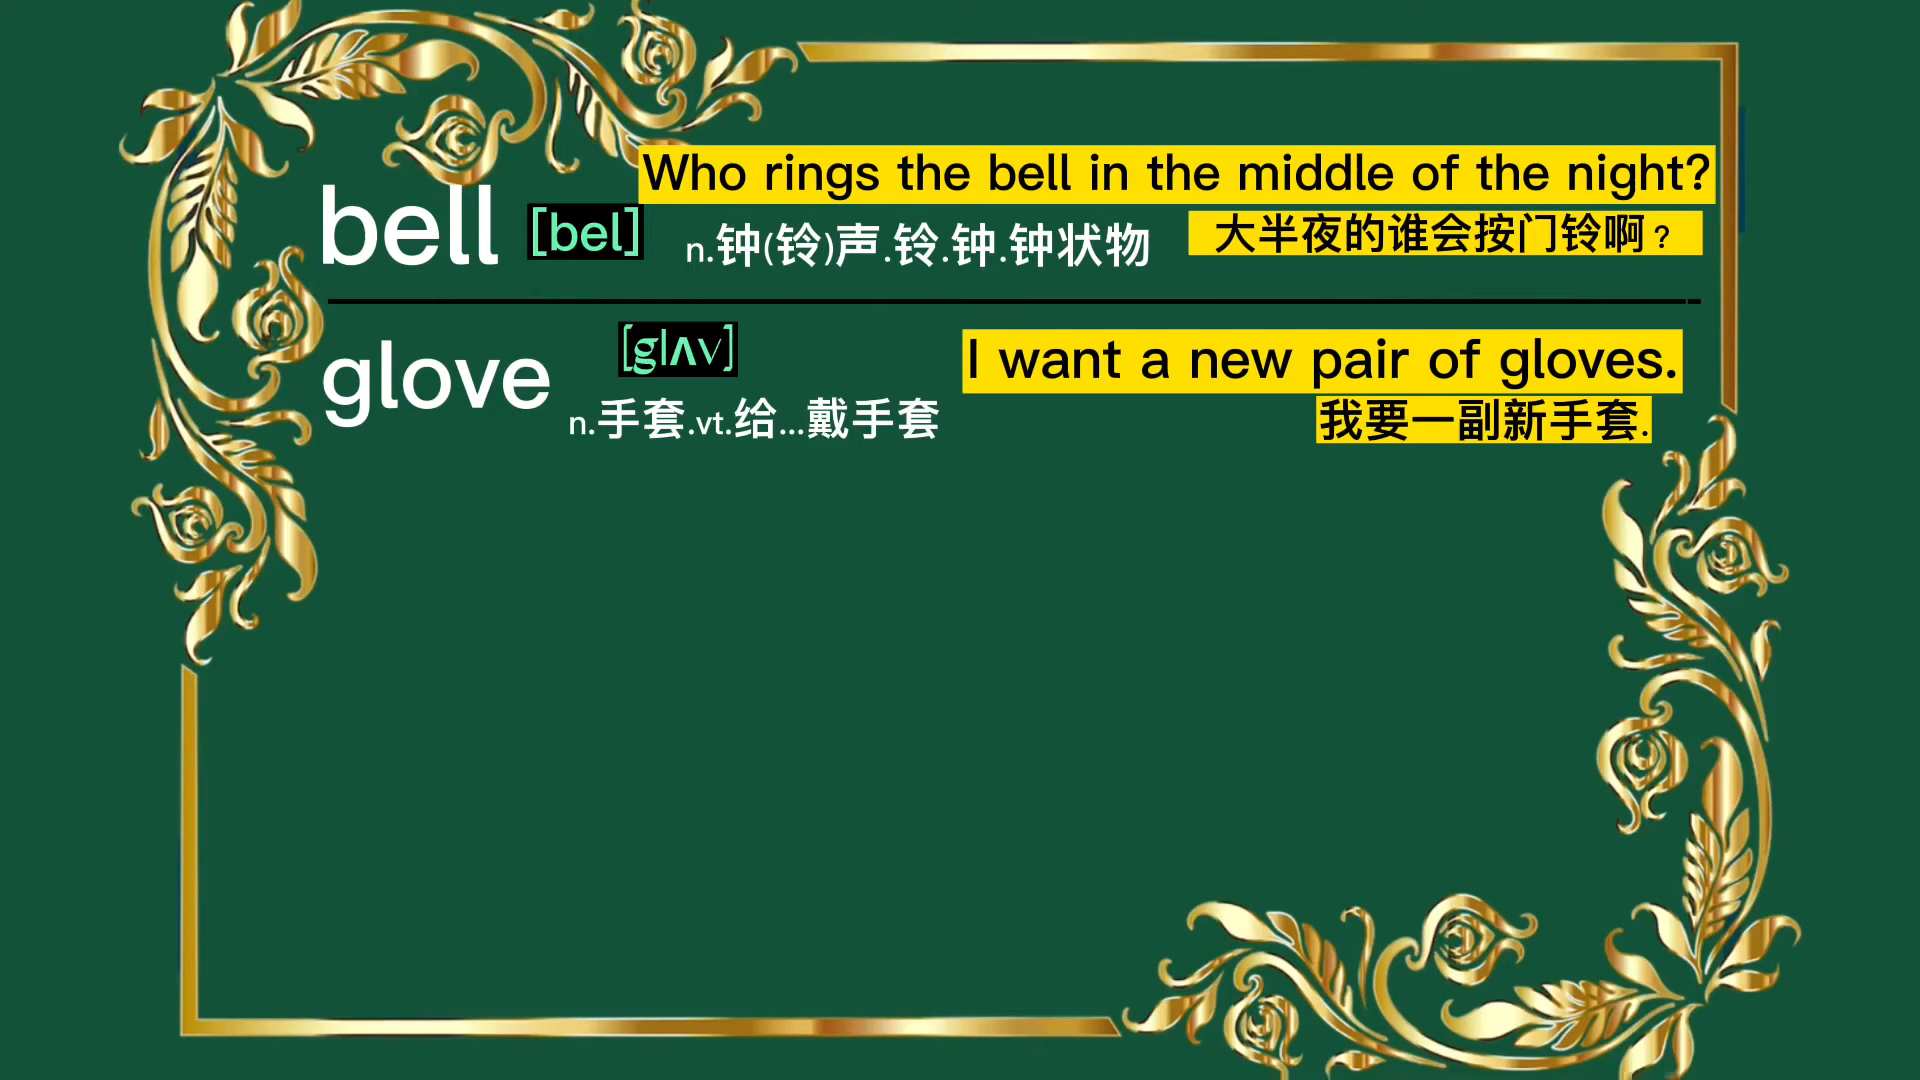 Who rings the bell in the middle of the night?
bell [bel] n.钟(铃)声.铃.钟.钟状物 大半夜的谁会按门铃啊？
glove [glʌv] I want a new pair of gloves.
n.手套.vt.给...戴手套 我要一副新手套.